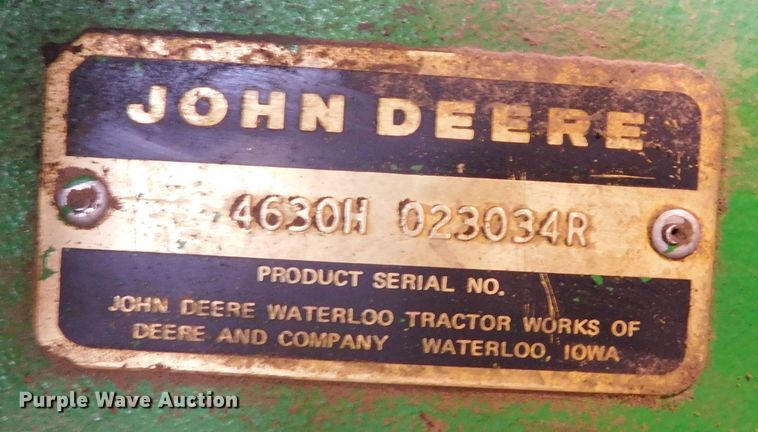 JOHN DEERE
4630H 023034R
PRODUCT SERIAL NO.
JOHN DEERE WATERLOO TRACTOR WORKS OF
DEERE AND COMPANY WATERLOO, IOWA
Purple Wave Auction